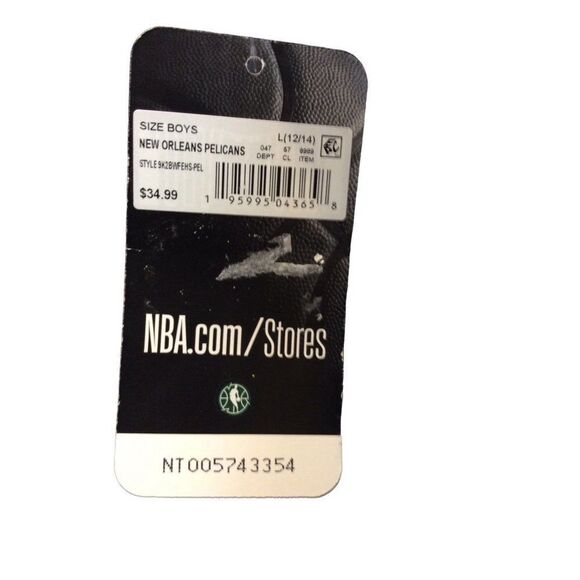 SIZE BOYS
L(12/14)
NEW ORLEANS PELICANS
047 57 8989
DEPT CL ITEM
STYLE 9K2BWFEHS-PEL
$34.99
1 95995 04365 8
NBA.com/Stores
NT005743354